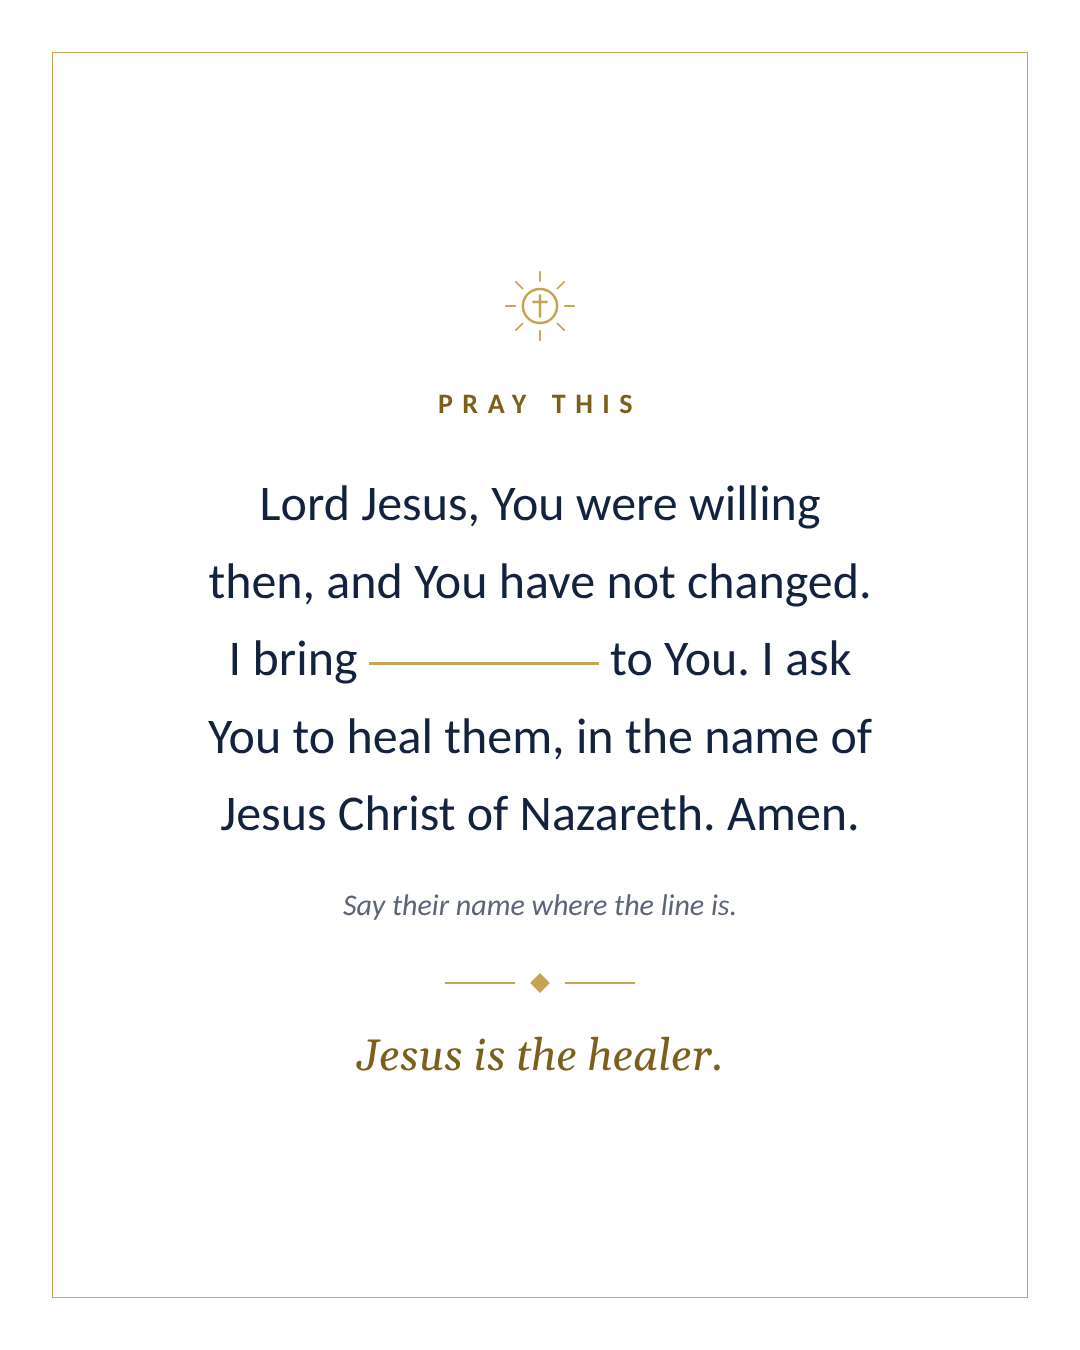 PRAY THIS
Lord Jesus, You were willing
then, and You have not changed.
I bring ________ to You. I ask
You to heal them, in the name of
Jesus Christ of Nazareth. Amen.
Say their name where the line is.
Jesus is the healer.